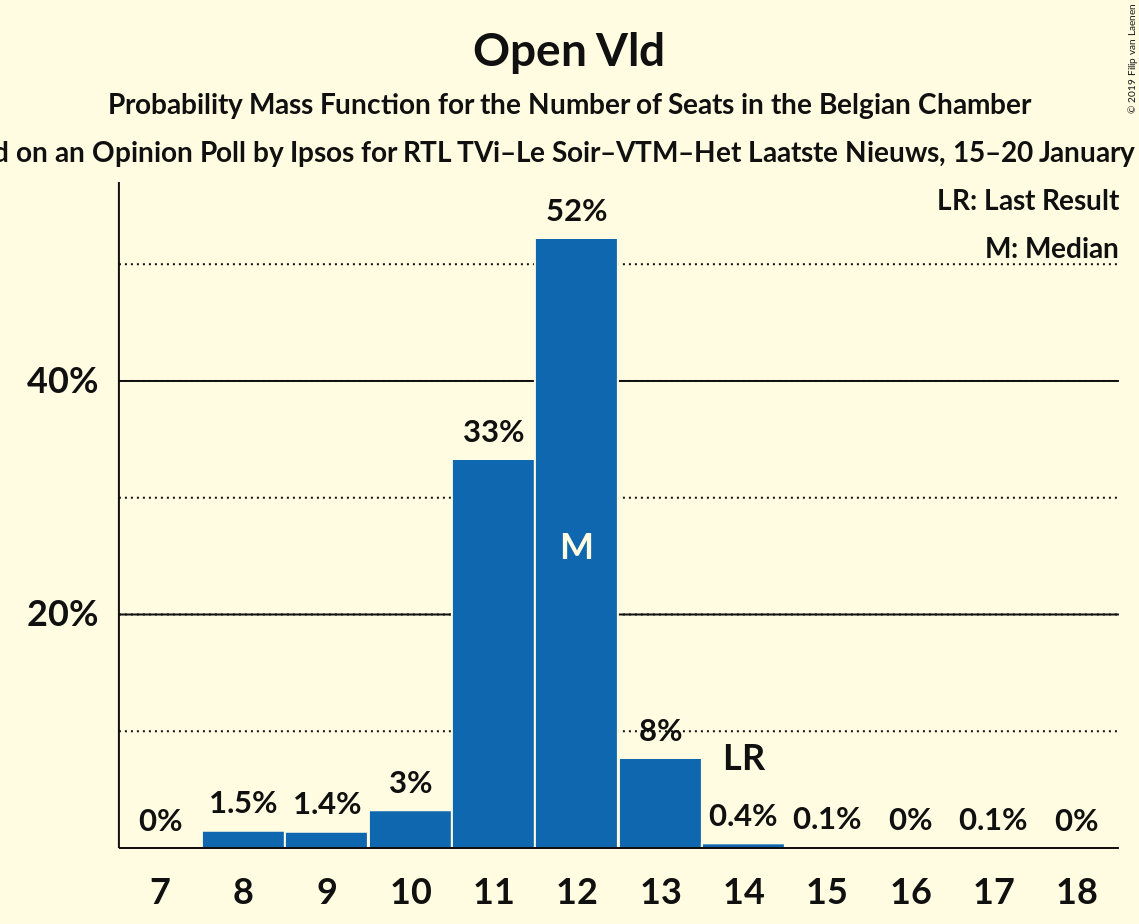 Open Vld
Probability Mass Function for the Number of Seats in the Belgian Chamber
on an Opinion Poll by Ipsos for RTL TVi–Le Soir–VTM–Het Laatste Nieuws, 15–20 January
© 2019 Filip van Laenen
LR: Last Result
M: Median
52%
40%
33%
M
20%
8%
LR
3%
1.5%
1.4%
0%
0.4%
0.1%
0%
0.1%
0%
7 8 9 10 11 12 13 14 15 16 17 18